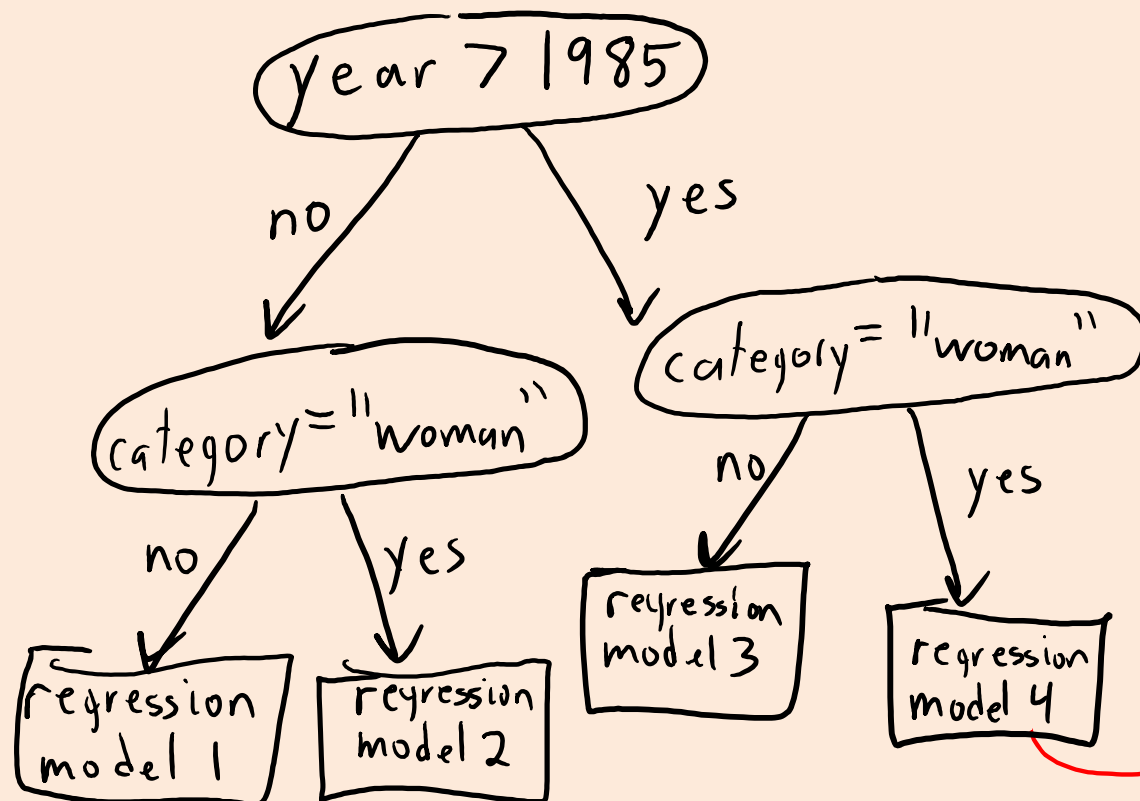 year > 1985
no
yes
category = "woman"
category = "woman"
no
yes
no
yes
regression
model 1
regression
model 2
regression
model 3
regression
model 4